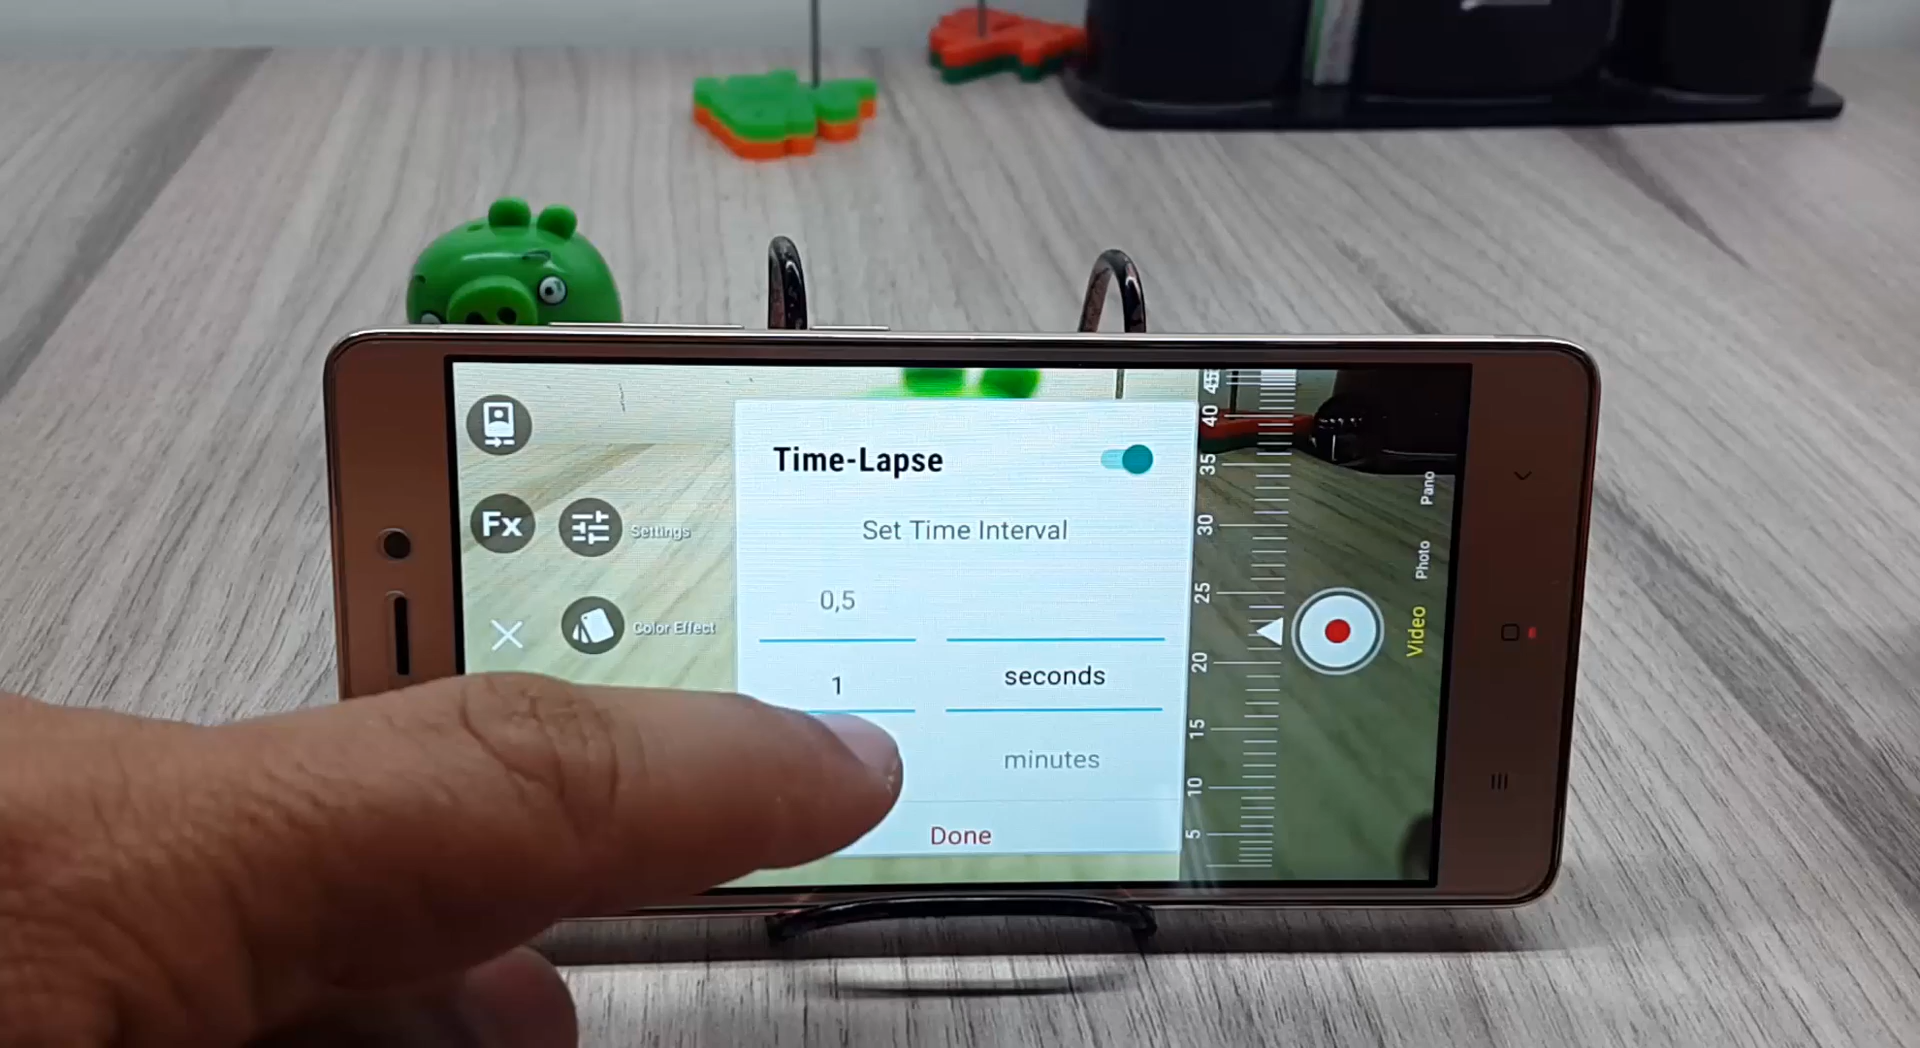 Time-Lapse
Set Time Interval
0,5
1
seconds
minutes
Done
Fx
Settings
Color Effect
45
40
35
30
25
20
15
10
5
Pano
Photo
Video